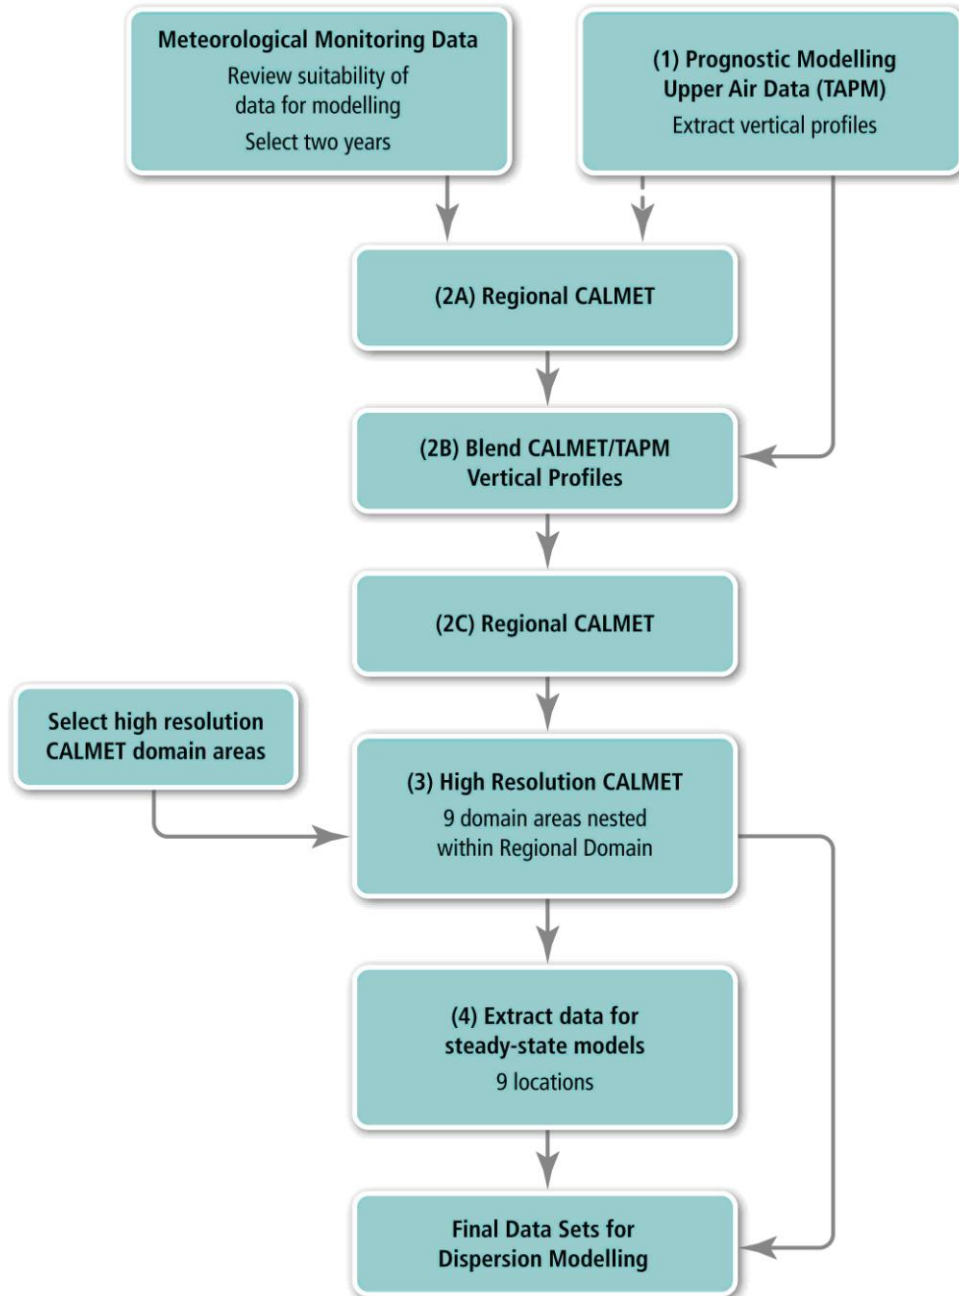 Meteorological Monitoring Data
Review suitability of
data for modelling
Select two years
(1) Prognostic Modelling
Upper Air Data (TAPM)
Extract vertical profiles
(2A) Regional CALMET
(2B) Blend CALMET/TAPM
Vertical Profiles
(2C) Regional CALMET
Select high resolution
CALMET domain areas
(3) High Resolution CALMET
9 domain areas nested
within Regional Domain
(4) Extract data for
steady-state models
9 locations
Final Data Sets for
Dispersion Modelling